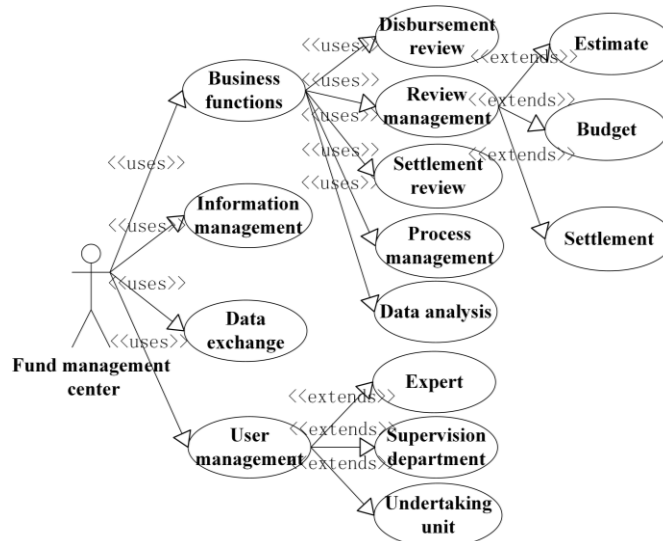 Disbursement
review
Estimate
<<uses>>
<<extends>>
Business
functions
<<uses>>
Review
management
<<extends>>
Budget
<<uses>>
<<uses>>
<<uses>>
<<extends>>
<<uses>>
Settlement
review
Information
management
<<uses>>
Process
management
Settlement
<<uses>>
Data
exchange
Data analysis
<<uses>>
Fund management
center
Expert
<<extends>>
User
management
<<extends>>
Supervision
department
<<extends>>
Undertaking
unit